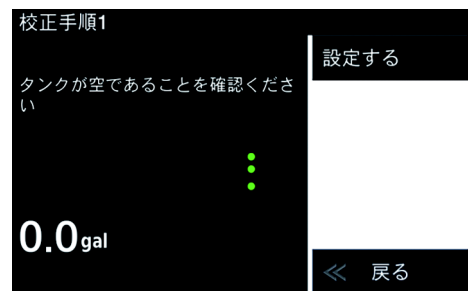 校正手順1
設定する
タンクが空であることを確認くださ
い
0.0gal
戻る